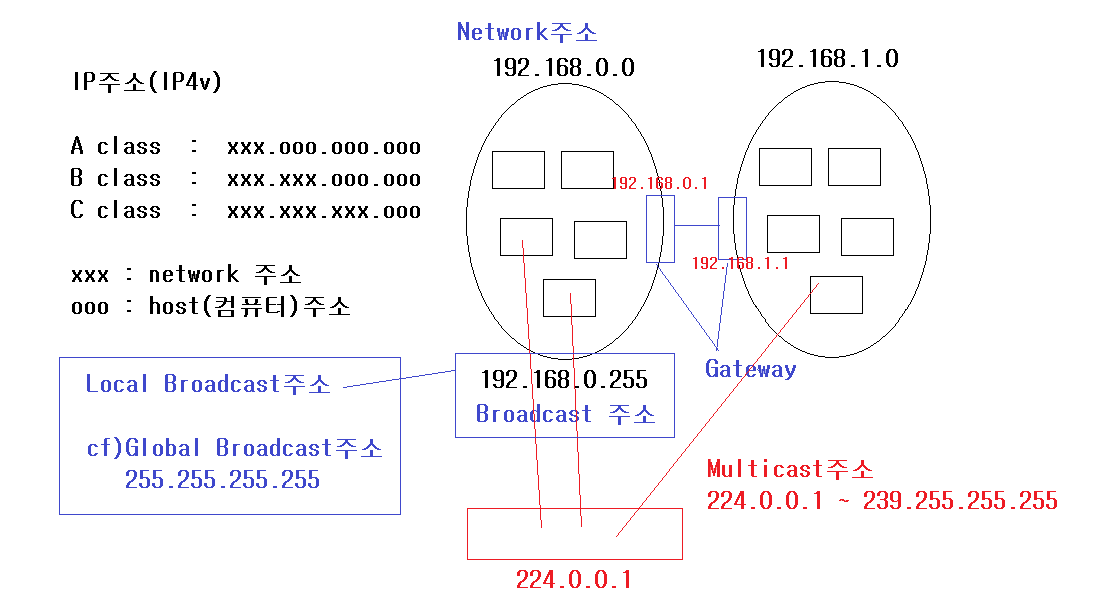 Network주소
192.168.0.0
192.168.1.0
IP주소(IP4v)
A class : xxx.ooo.ooo.ooo
B class : xxx.xxx.ooo.ooo
C class : xxx.xxx.xxx.ooo
xxx : network 주소
ooo : host(컴퓨터)주소
192.168.0.1
192.168.1.1
Gateway
Local Broadcast주소
cf)Global Broadcast주소
255.255.255.255
192.168.0.255
Broadcast 주소
Multicast주소
224.0.0.1 ~ 239.255.255.255
224.0.0.1